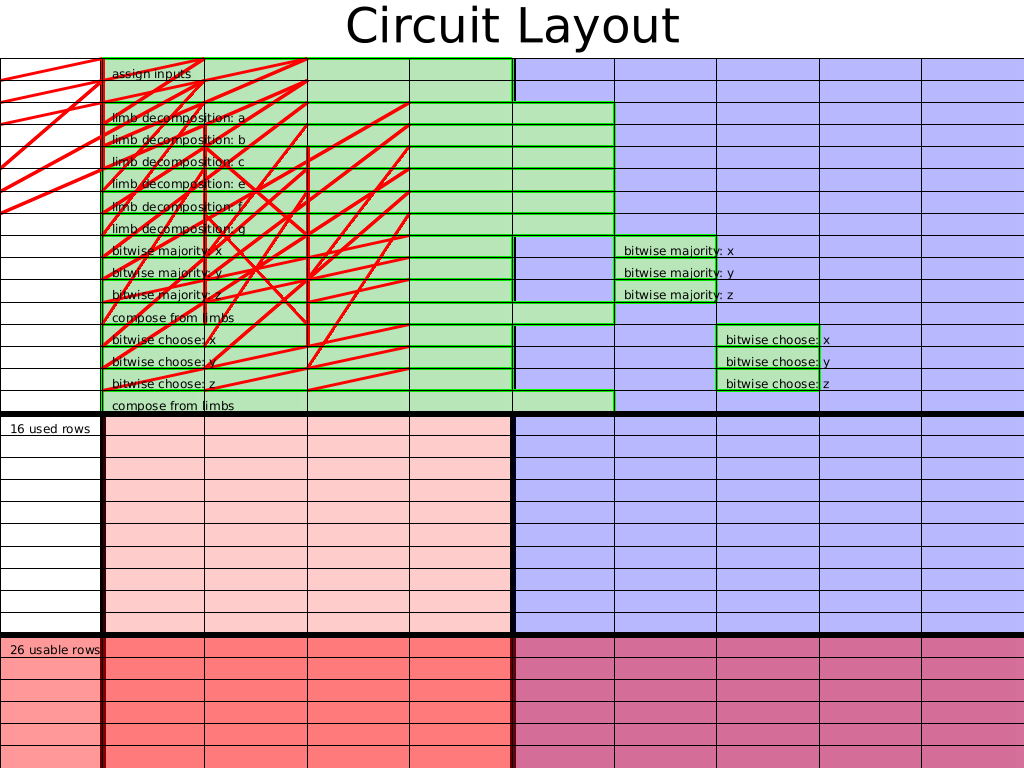 Circuit Layout
assign inputs
limb decomposition: a
limb decomposition: b
limb decomposition: c
limb decomposition: e
limb decomposition: f
limb decomposition: g
bitwise majority: x
bitwise majority: x
bitwise majority: y
bitwise majority: y
bitwise majority: z
bitwise majority: z
compose from limbs
bitwise choose: x
bitwise choose: x
bitwise choose: y
bitwise choose: y
bitwise choose: z
bitwise choose: z
compose from limbs
16 used rows
26 usable rows